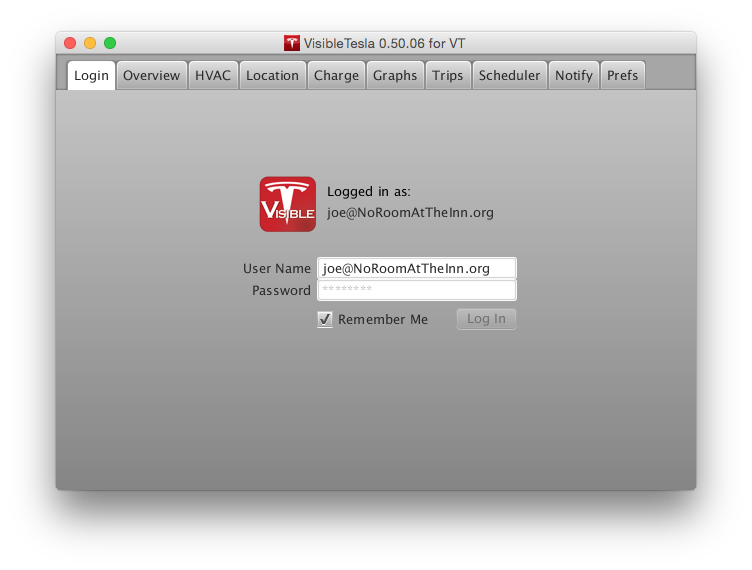 VisibleTesla 0.50.06 for VT
Login Overview HVAC Location Charge Graphs Trips Scheduler Notify Prefs
VISIBLE
Logged in as:
joe@NoRoomAtTheInn.org
User Name joe@NoRoomAtTheInn.org
Password ********
Remember Me Log In